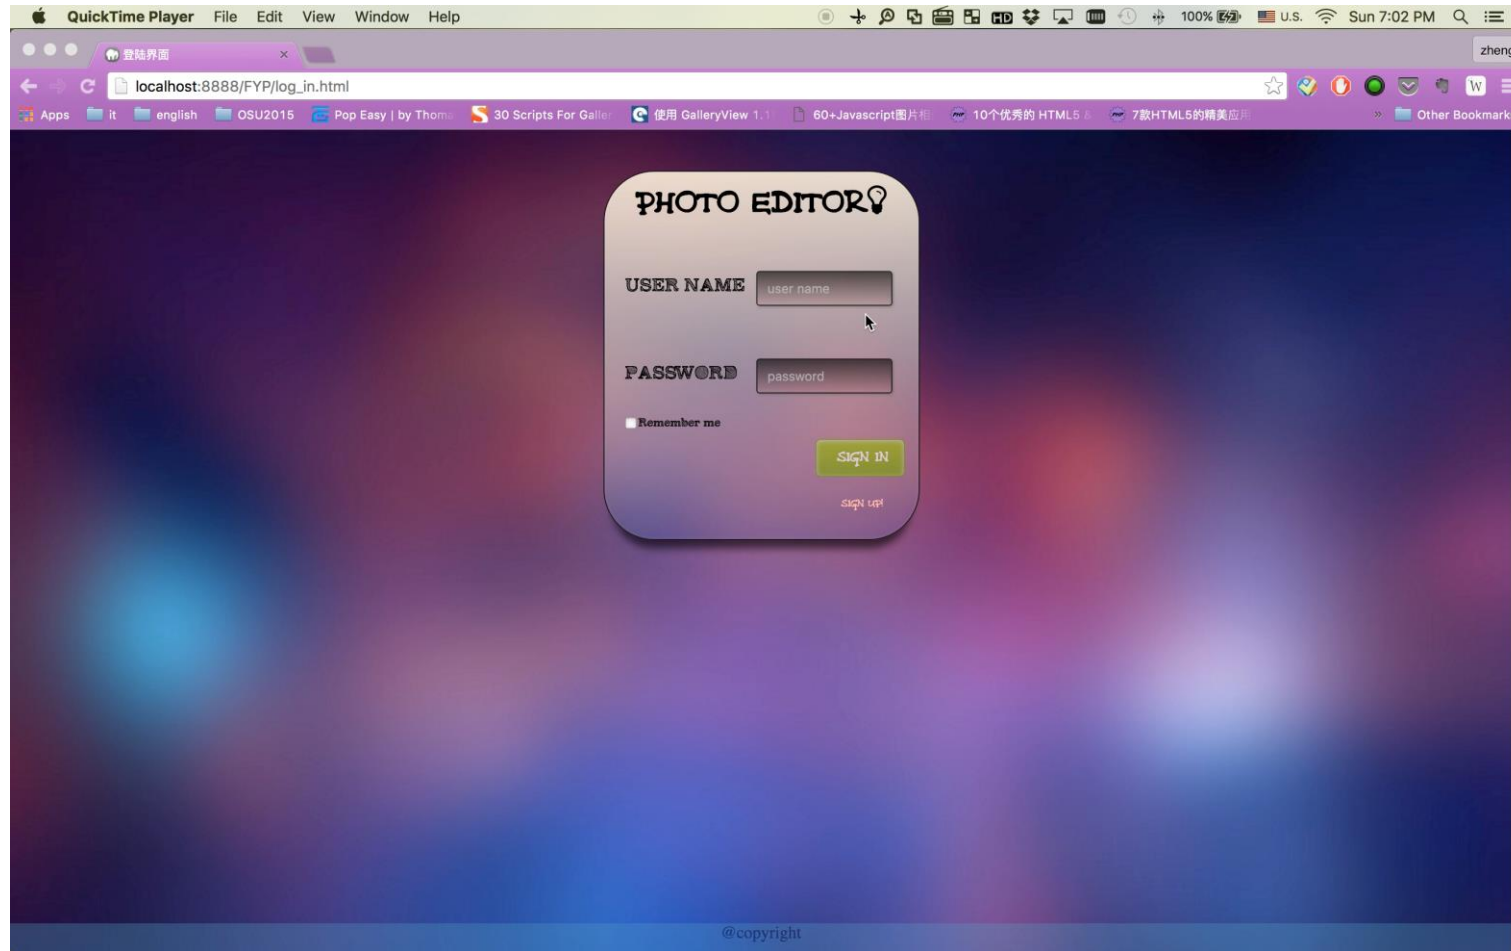 QuickTime Player File Edit View Window Help 100% U.S. Sun 7:02 PM
登陆界面 zheng
localhost:8888/FYP/log_in.html
Apps it english OSU2015 Pop Easy | by Thom 30 Scripts For Galler 使用 GalleryView 1.1 60+Javascript图片相 10个优秀的 HTML5 & 7款HTML5的精美应用 » Other Bookmark
PHOTO EDITOR
USER NAME user name
PASSWORD password
Remember me
SIGN IN
SIGN UP!
@copyright